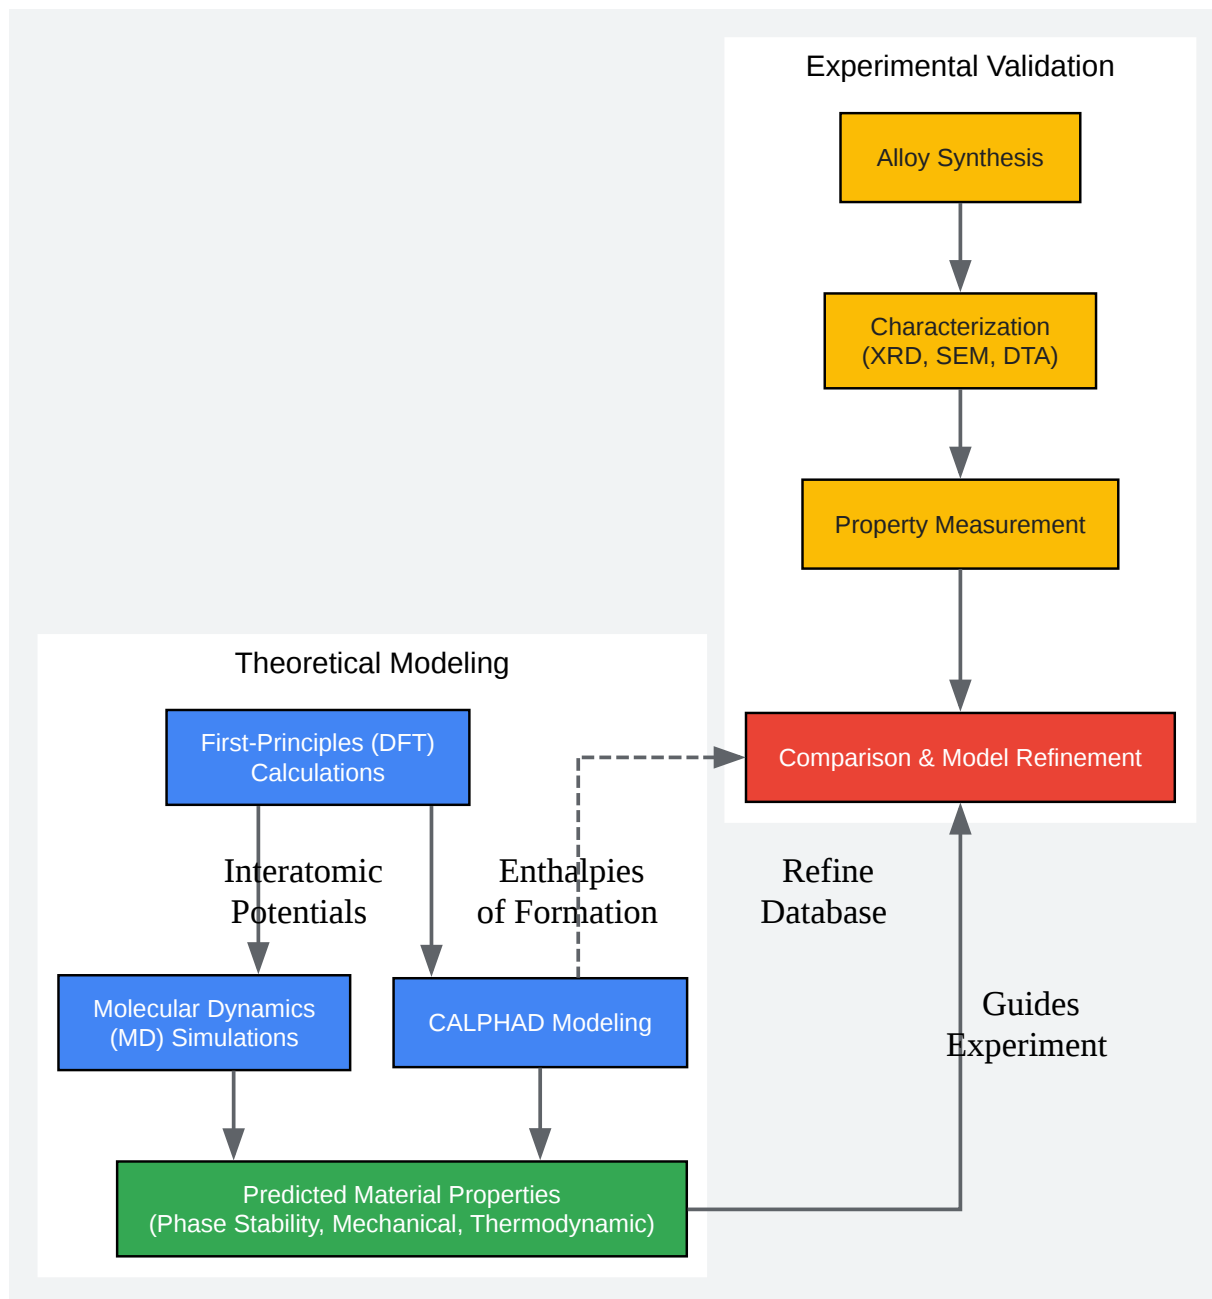 Experimental Validation
Alloy Synthesis
Characterization
(XRD, SEM, DTA)
Property Measurement
Theoretical Modeling
First-Principles (DFT)
Calculations
Comparison & Model Refinement
Interatomic
Potentials
Enthalpies
of Formation
Refine
Database
Molecular Dynamics
(MD) Simulations
CALPHAD Modeling
Guides
Experiment
Predicted Material Properties
(Phase Stability, Mechanical, Thermodynamic)